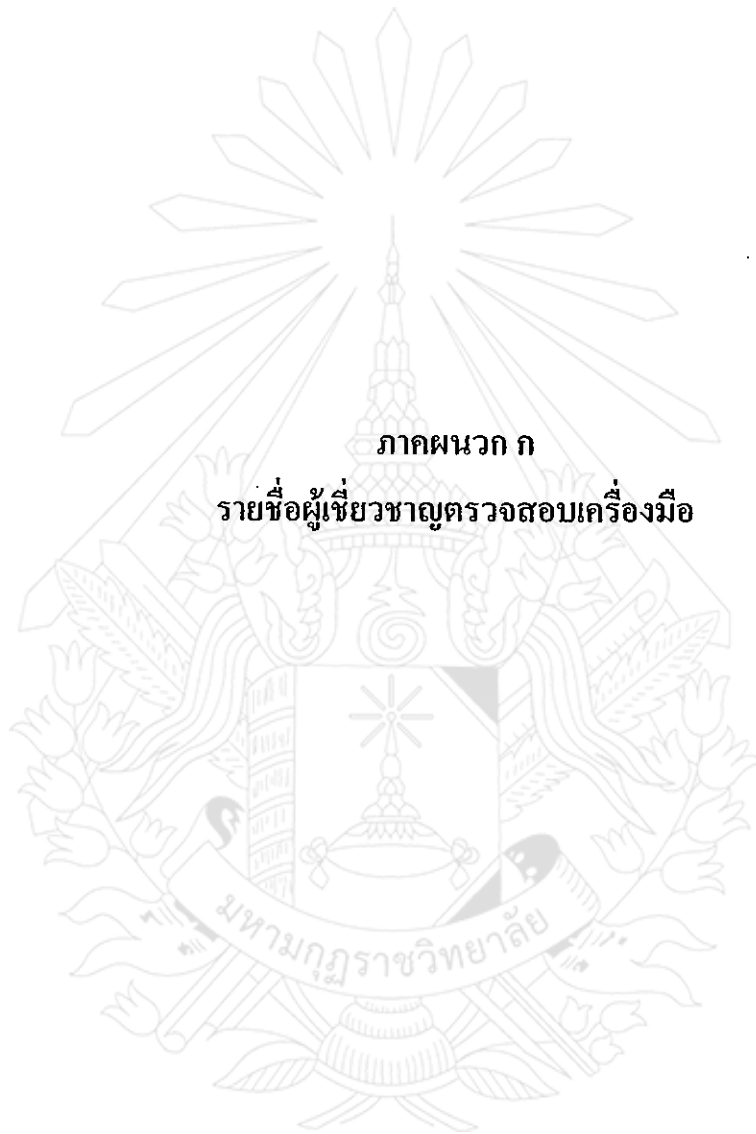 ภาคผนวก ก
รายชื่อผู้เชี่ยวชาญตรวจสอบเครื่องมือ
มหามกุฏราชวิทยาลัย